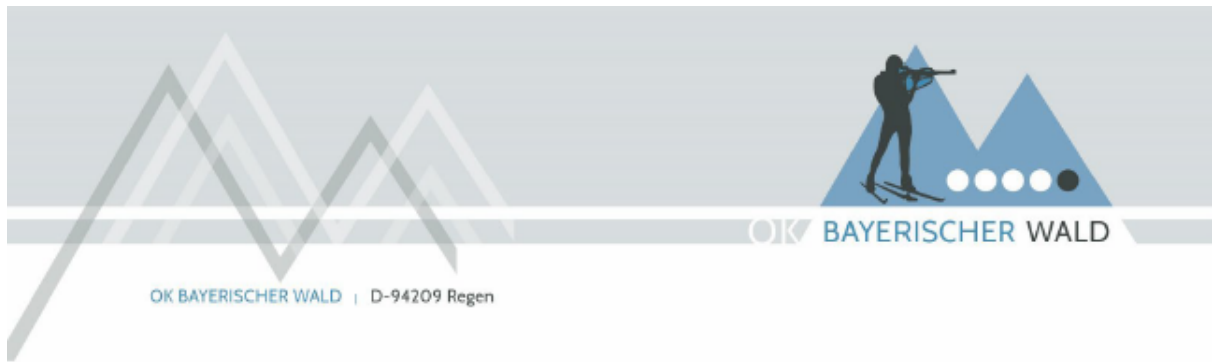 OK BAYERISCHER WALD
OK BAYERISCHER WALD | D-94209 Regen